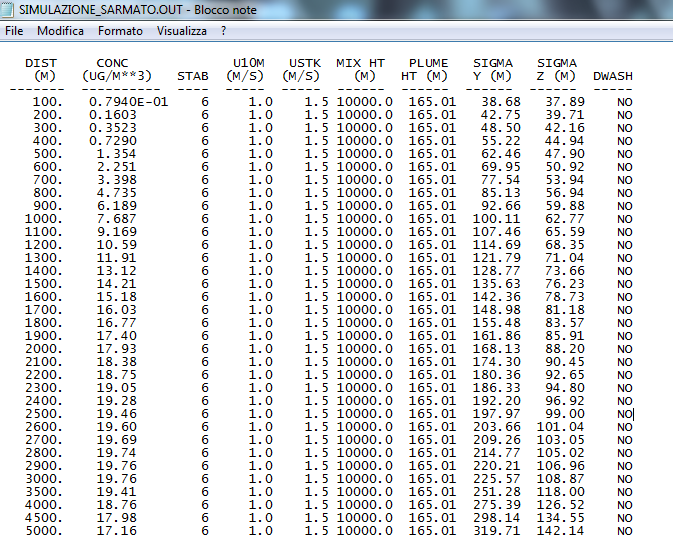 SIMULAZIONE_SARMATO.OUT - Blocco note
File Modifica Formato Visualizza ?
DIST CONC U10M USTK MIX HT PLUME SIGMA SIGMA
(M) (UG/M**3) STAB (M/S) (M/S) (M) HT (M) Y (M) Z (M) DWASH
------- ---------- ---- ----- ----- ------ ------ ------ ------ -----
100. 0.7940E-01 6 1.0 1.5 10000.0 165.01 38.68 37.89 NO
200. 0.1603 6 1.0 1.5 10000.0 165.01 42.75 39.71 NO
300. 0.3523 6 1.0 1.5 10000.0 165.01 48.50 42.16 NO
400. 0.7290 6 1.0 1.5 10000.0 165.01 55.22 44.94 NO
500. 1.354 6 1.0 1.5 10000.0 165.01 62.46 47.90 NO
600. 2.251 6 1.0 1.5 10000.0 165.01 69.95 50.92 NO
700. 3.398 6 1.0 1.5 10000.0 165.01 77.54 53.94 NO
800. 4.735 6 1.0 1.5 10000.0 165.01 85.13 56.94 NO
900. 6.189 6 1.0 1.5 10000.0 165.01 92.66 59.88 NO
1000. 7.687 6 1.0 1.5 10000.0 165.01 100.11 62.77 NO
1100. 9.169 6 1.0 1.5 10000.0 165.01 107.46 65.59 NO
1200. 10.59 6 1.0 1.5 10000.0 165.01 114.69 68.35 NO
1300. 11.91 6 1.0 1.5 10000.0 165.01 121.79 71.04 NO
1400. 13.12 6 1.0 1.5 10000.0 165.01 128.77 73.66 NO
1500. 14.21 6 1.0 1.5 10000.0 165.01 135.63 76.23 NO
1600. 15.18 6 1.0 1.5 10000.0 165.01 142.36 78.73 NO
1700. 16.03 6 1.0 1.5 10000.0 165.01 148.98 81.18 NO
1800. 16.77 6 1.0 1.5 10000.0 165.01 155.48 83.57 NO
1900. 17.40 6 1.0 1.5 10000.0 165.01 161.86 85.91 NO
2000. 17.93 6 1.0 1.5 10000.0 165.01 168.13 88.20 NO
2100. 18.38 6 1.0 1.5 10000.0 165.01 174.30 90.45 NO
2200. 18.75 6 1.0 1.5 10000.0 165.01 180.36 92.65 NO
2300. 19.05 6 1.0 1.5 10000.0 165.01 186.33 94.80 NO
2400. 19.28 6 1.0 1.5 10000.0 165.01 192.20 96.92 NO
2500. 19.46 6 1.0 1.5 10000.0 165.01 197.97 99.00 NO
2600. 19.60 6 1.0 1.5 10000.0 165.01 203.66 101.04 NO
2700. 19.69 6 1.0 1.5 10000.0 165.01 209.26 103.05 NO
2800. 19.74 6 1.0 1.5 10000.0 165.01 214.77 105.02 NO
2900. 19.76 6 1.0 1.5 10000.0 165.01 220.21 106.96 NO
3000. 19.76 6 1.0 1.5 10000.0 165.01 225.57 108.87 NO
3500. 19.41 6 1.0 1.5 10000.0 165.01 251.28 118.00 NO
4000. 18.76 6 1.0 1.5 10000.0 165.01 275.39 126.52 NO
4500. 17.98 6 1.0 1.5 10000.0 165.01 298.14 134.55 NO
5000. 17.16 6 1.0 1.5 10000.0 165.01 319.71 142.14 NO